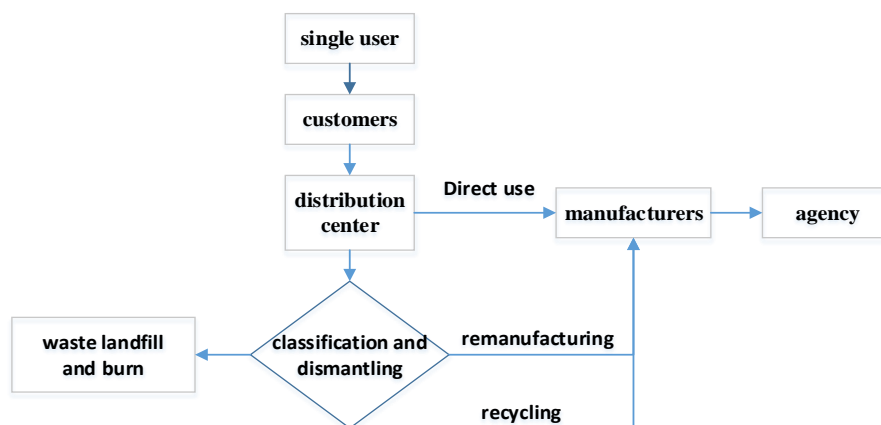 single user
customers
distribution
center
Direct use
manufacturers
agency
waste landfill
and burn
classification and
dismantling
remanufacturing
recycling